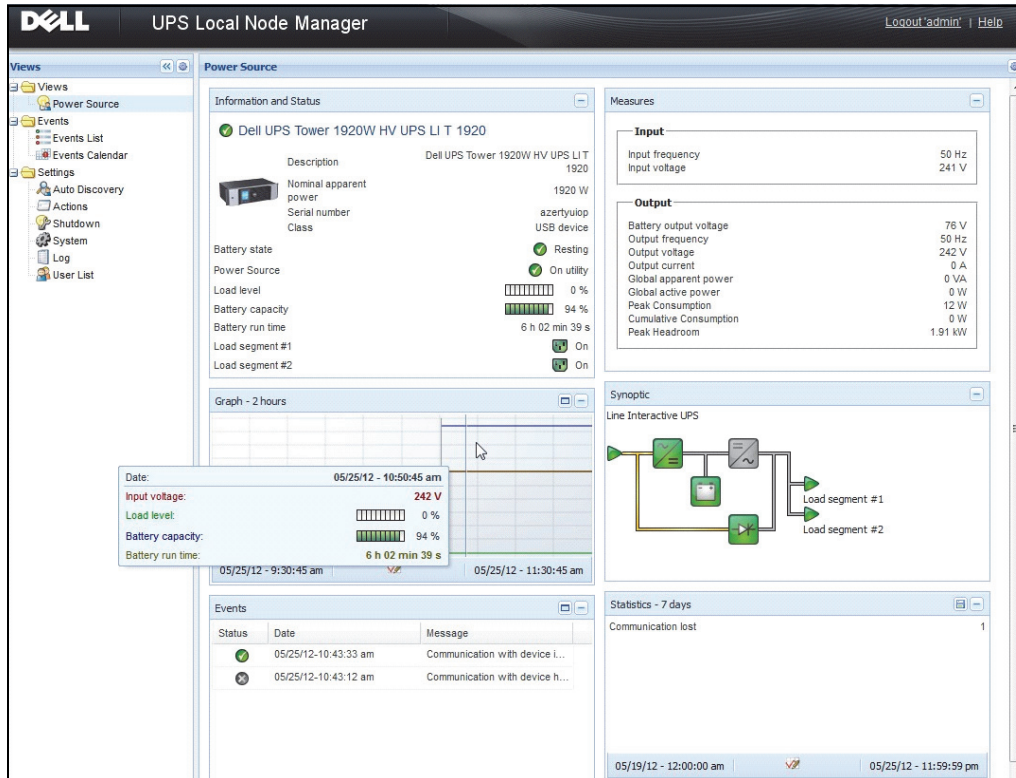 DELL UPS Local Node Manager Logout 'admin' | Help
Views
Views
Power Source
Events
Events List
Events Calendar
Settings
Auto Discovery
Actions
Shutdown
System
Log
User List
Power Source
Information and Status
Dell UPS Tower 1920W HV UPS LI T 1920
Description Dell UPS Tower 1920W HV UPS LI T
1920
Nominal apparent
power 1920 W
Serial number azertyuiop
Class USB device
Battery state Resting
Power Source On utility
Load level 0 %
Battery capacity 94 %
Battery run time 6 h 02 min 39 s
Load segment #1 On
Load segment #2 On
Measures
Input
Input frequency 50 Hz
Input voltage 241 V
Output
Battery output voltage 76 V
Output frequency 50 Hz
Output voltage 242 V
Output current 0 A
Global apparent power 0 VA
Global active power 0 W
Peak Consumption 12 W
Cumulative Consumption 0 W
Peak Headroom 1.91 kW
Graph - 2 hours
Date: 05/25/12 - 10:50:45 am
Input voltage: 242 V
Load level: 0 %
Battery capacity: 94 %
Battery run time: 6 h 02 min 39 s
05/25/12 - 9:30:45 am 05/25/12 - 11:30:45 am
Synoptic
Line Interactive UPS
Load segment #1
Load segment #2
Events
Status Date Message
05/25/12-10:43:33 am Communication with device i...
05/25/12-10:43:12 am Communication with device h...
Statistics - 7 days
Communication lost 1
05/19/12 - 12:00:00 am 05/25/12 - 11:59:59 pm